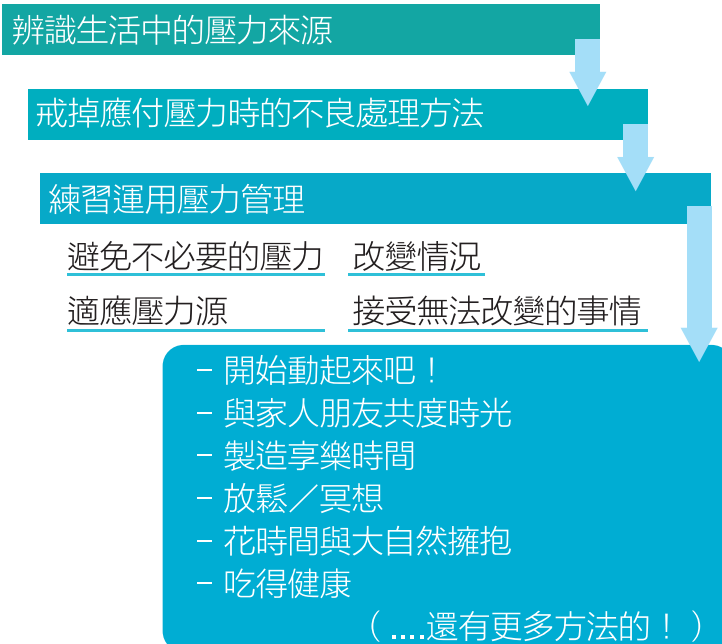 辨識生活中的壓力來源
戒掉應付壓力時的不良處理方法
練習運用壓力管理
避免不必要的壓力 改變情況
適應壓力源 接受無法改變的事情
– 開始動起來吧！
– 與家人朋友共度時光
– 製造享樂時間
– 放鬆／冥想
– 花時間與大自然擁抱
– 吃得健康
（ ....還有更多方法的！）